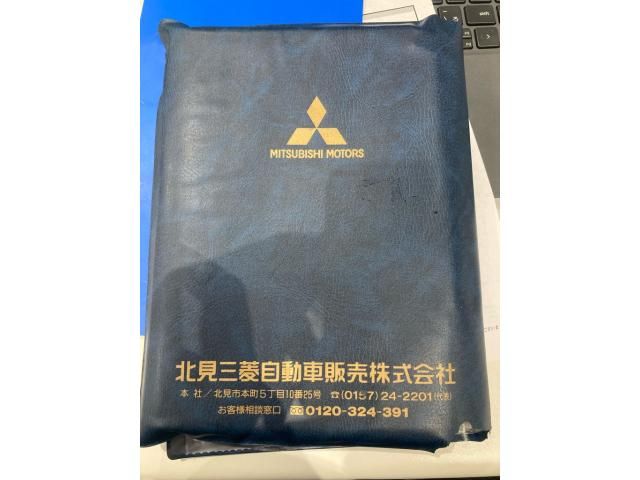 MITSUBISHI MOTORS
北見三菱自動車販売株式会社
本 社／北見市本町5丁目10番25号 ☎(0157)24-2201(代表)
お客様相談窓口 0120-324-391